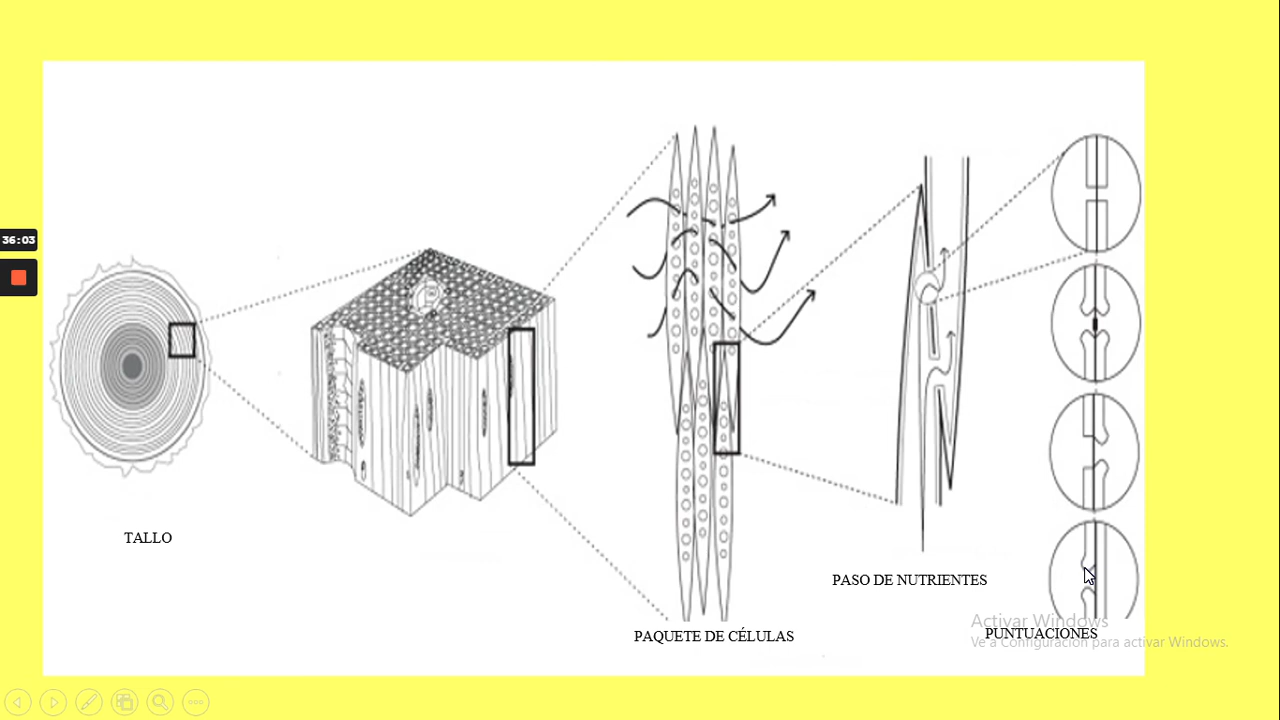 36:03
TALLO
PASO DE NUTRIENTES
PAQUETE DE CÉLULAS
PUNTUACIONES
Activar Windows
Ve a Configuración para activar Windows.